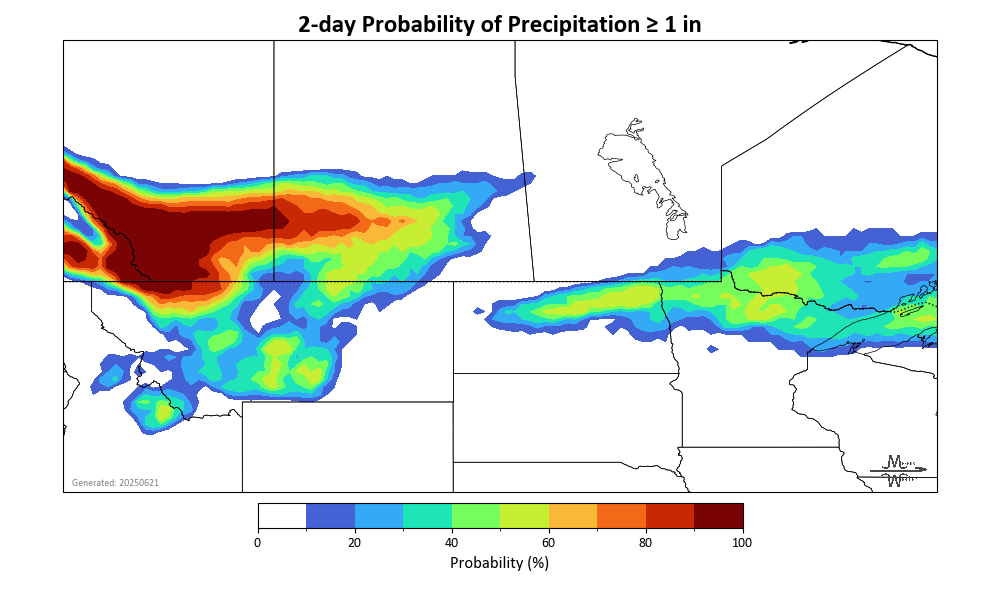 2-day Probability of Precipitation ≥ 1 in
Generated: 20250621
0 20 40 60 80 100
Probability (%)